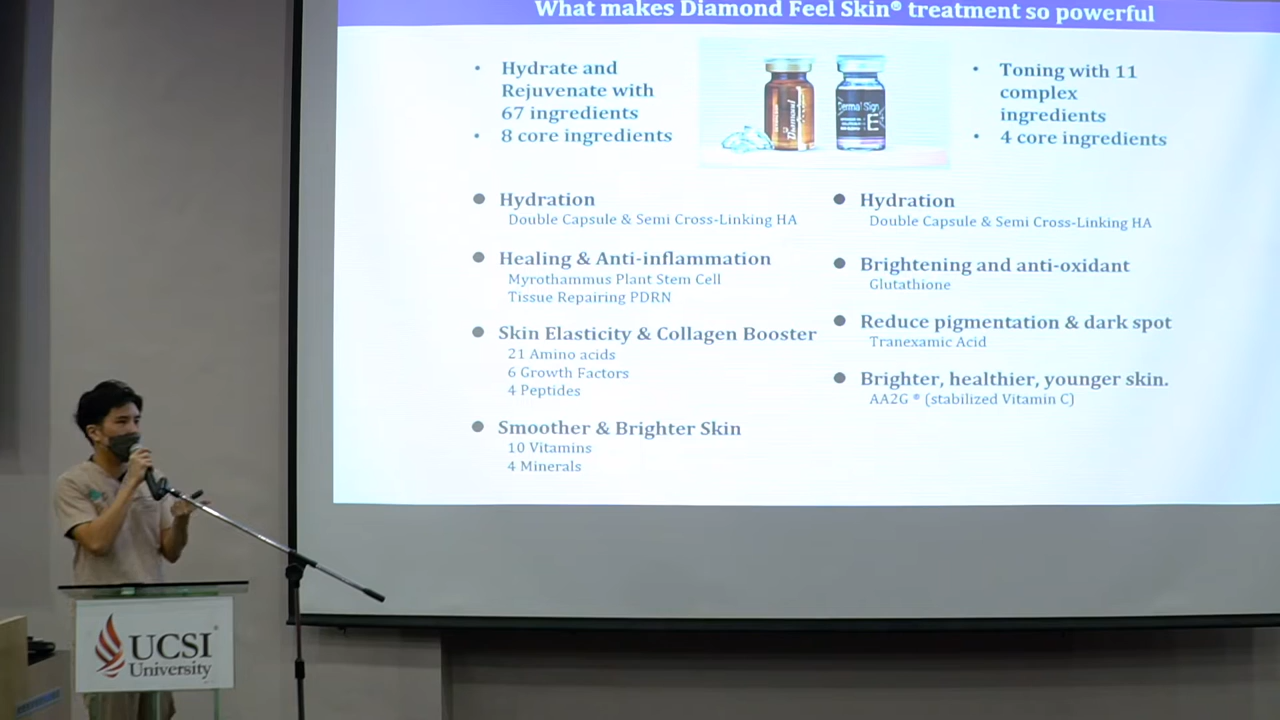 What makes Diamond Feel Skin® treatment so powerful
• Hydrate and
Rejuvenate with
67 ingredients
• 8 core ingredients
Diamond
Derma Sign
E
• Toning with 11
complex
ingredients
• 4 core ingredients
● Hydration
Double Capsule & Semi Cross-Linking HA
● Healing & Anti-inflammation
Myrothammus Plant Stem Cell
Tissue Repairing PDRN
● Skin Elasticity & Collagen Booster
21 Amino acids
6 Growth Factors
4 Peptides
● Smoother & Brighter Skin
10 Vitamins
4 Minerals
● Hydration
Double Capsule & Semi Cross-Linking HA
● Brightening and anti-oxidant
Glutathione
● Reduce pigmentation & dark spot
Tranexamic Acid
● Brighter, healthier, younger skin.
AA2G ® (stabilized Vitamin C)
UCSI®
University